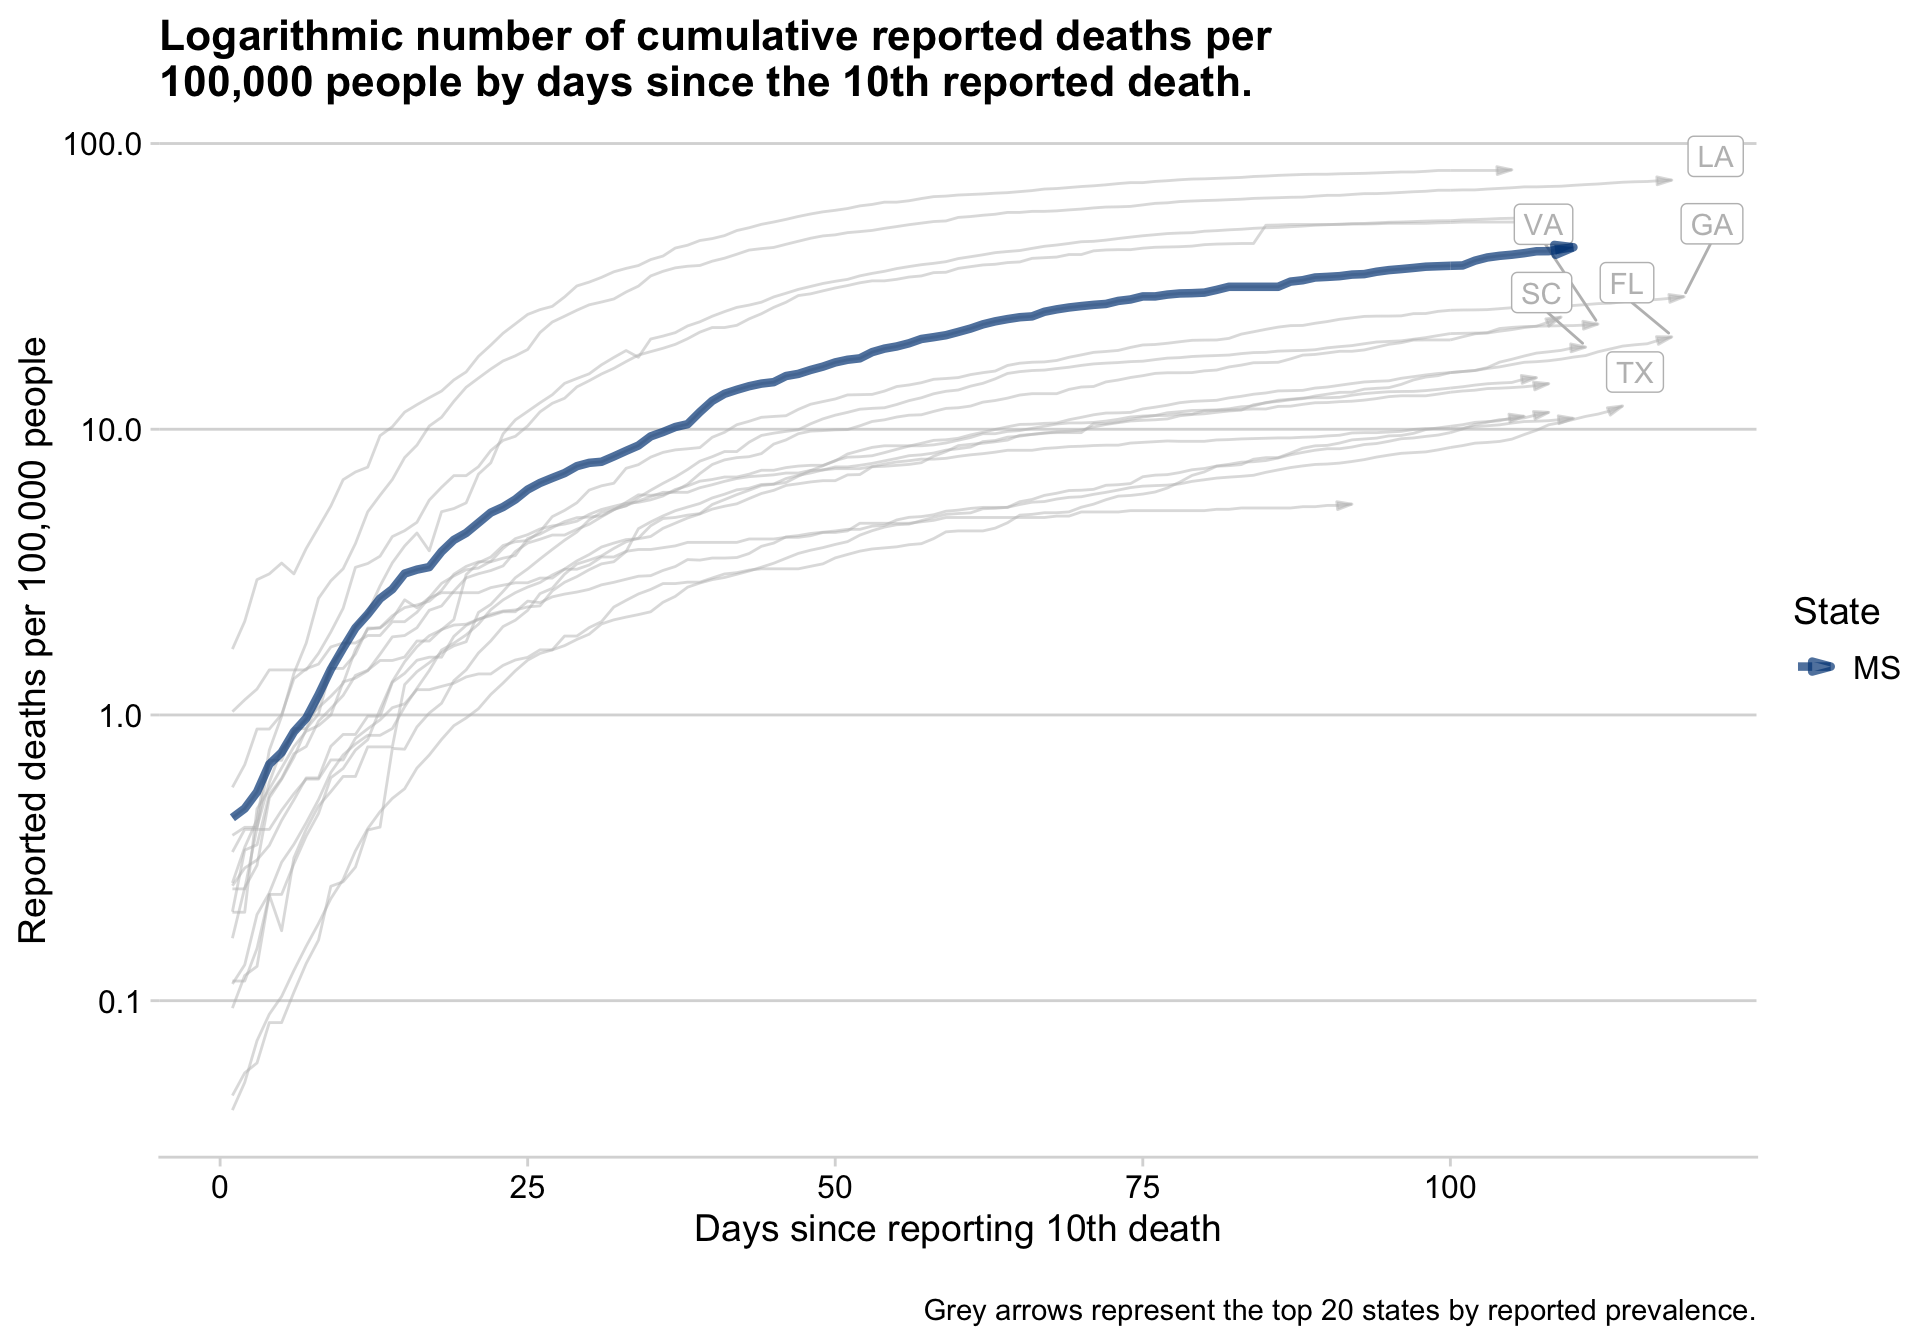 Logarithmic number of cumulative reported deaths per
100,000 people by days since the 10th reported death.
Reported deaths per 100,000 people
100.0
10.0
1.0
0.1
LA
VA
GA
SC
FL
TX
State
MS
0
25
50
75
100
Days since reporting 10th death
Grey arrows represent the top 20 states by reported prevalence.